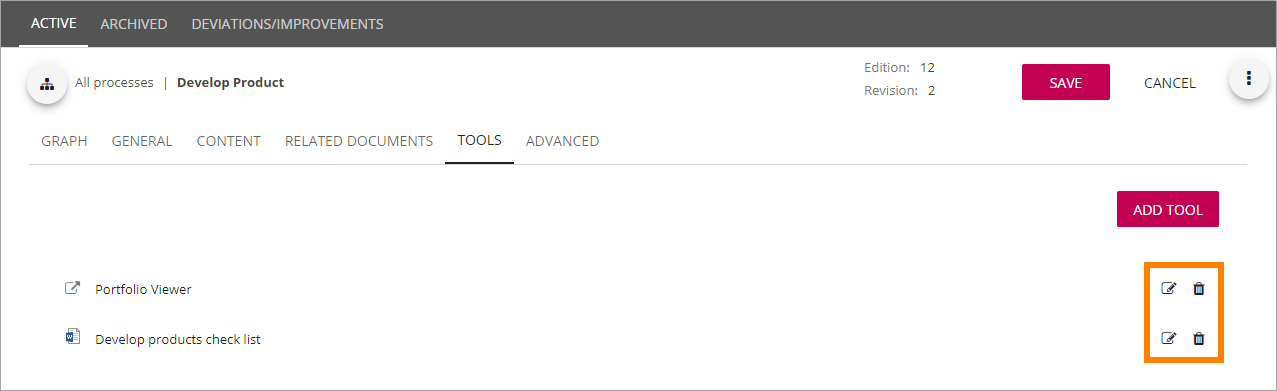 ACTIVE ARCHIVED DEVIATIONS/IMPROVEMENTS
All processes | Develop Product
Edition: 12
Revision: 2
SAVE CANCEL
GRAPH GENERAL CONTENT RELATED DOCUMENTS TOOLS ADVANCED
ADD TOOL
Portfolio Viewer
Develop products check list